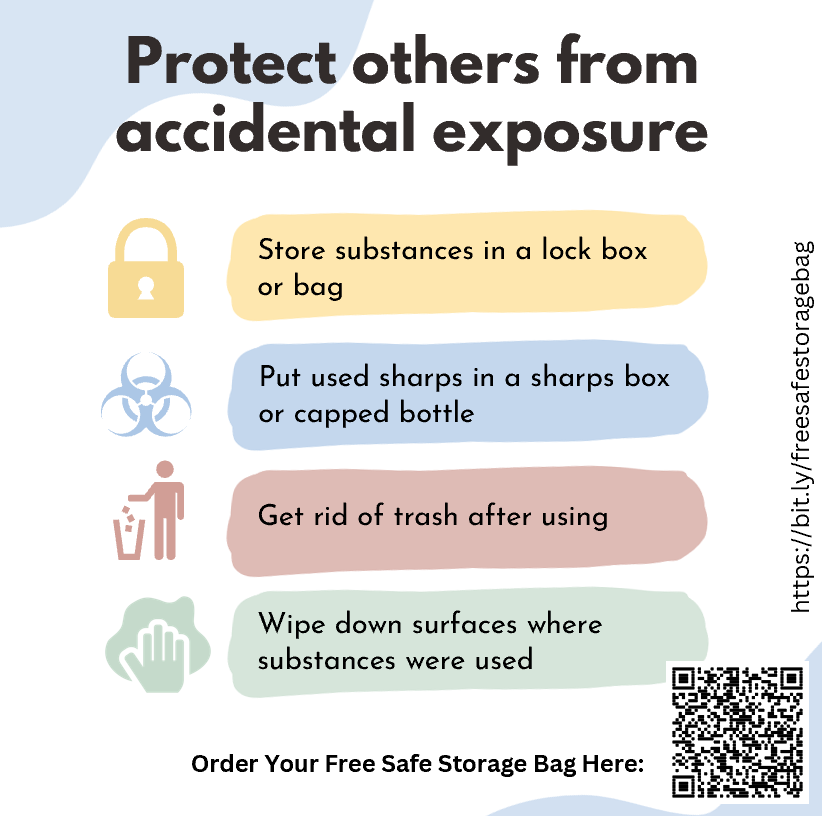 Protect others from
accidental exposure
Store substances in a lock box
or bag
Put used sharps in a sharps box
or capped bottle
Get rid of trash after using
Wipe down surfaces where
substances were used
Order Your Free Safe Storage Bag Here:
https://bit.ly/freesafestoragebag